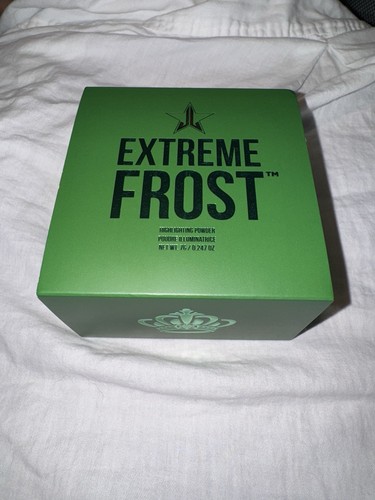 EXTREME
FROST™
HIGHLIGHTING POWDER
POUDRE ILLUMINATRICE
NET WT. 7G / 0.247 OZ